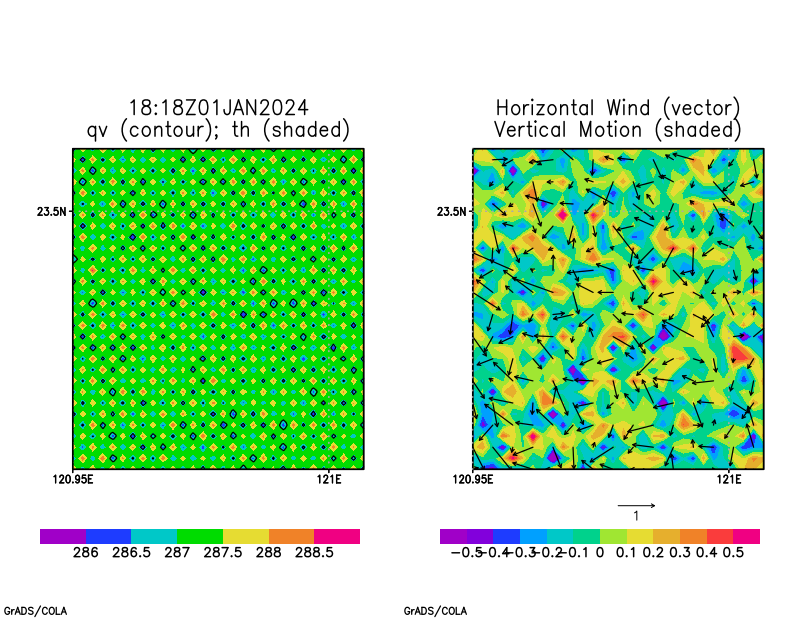 18:18Z01JAN2024
qv (contour); th (shaded)
23.5N
120.95E 121E
286 286.5 287 287.5 288 288.5
Horizontal Wind (vector)
Vertical Motion (shaded)
23.5N
120.95E 121E
1
-0.5 -0.4 -0.3 -0.2 -0.1 0 0.1 0.2 0.3 0.4 0.5
GrADS/COLA GrADS/COLA